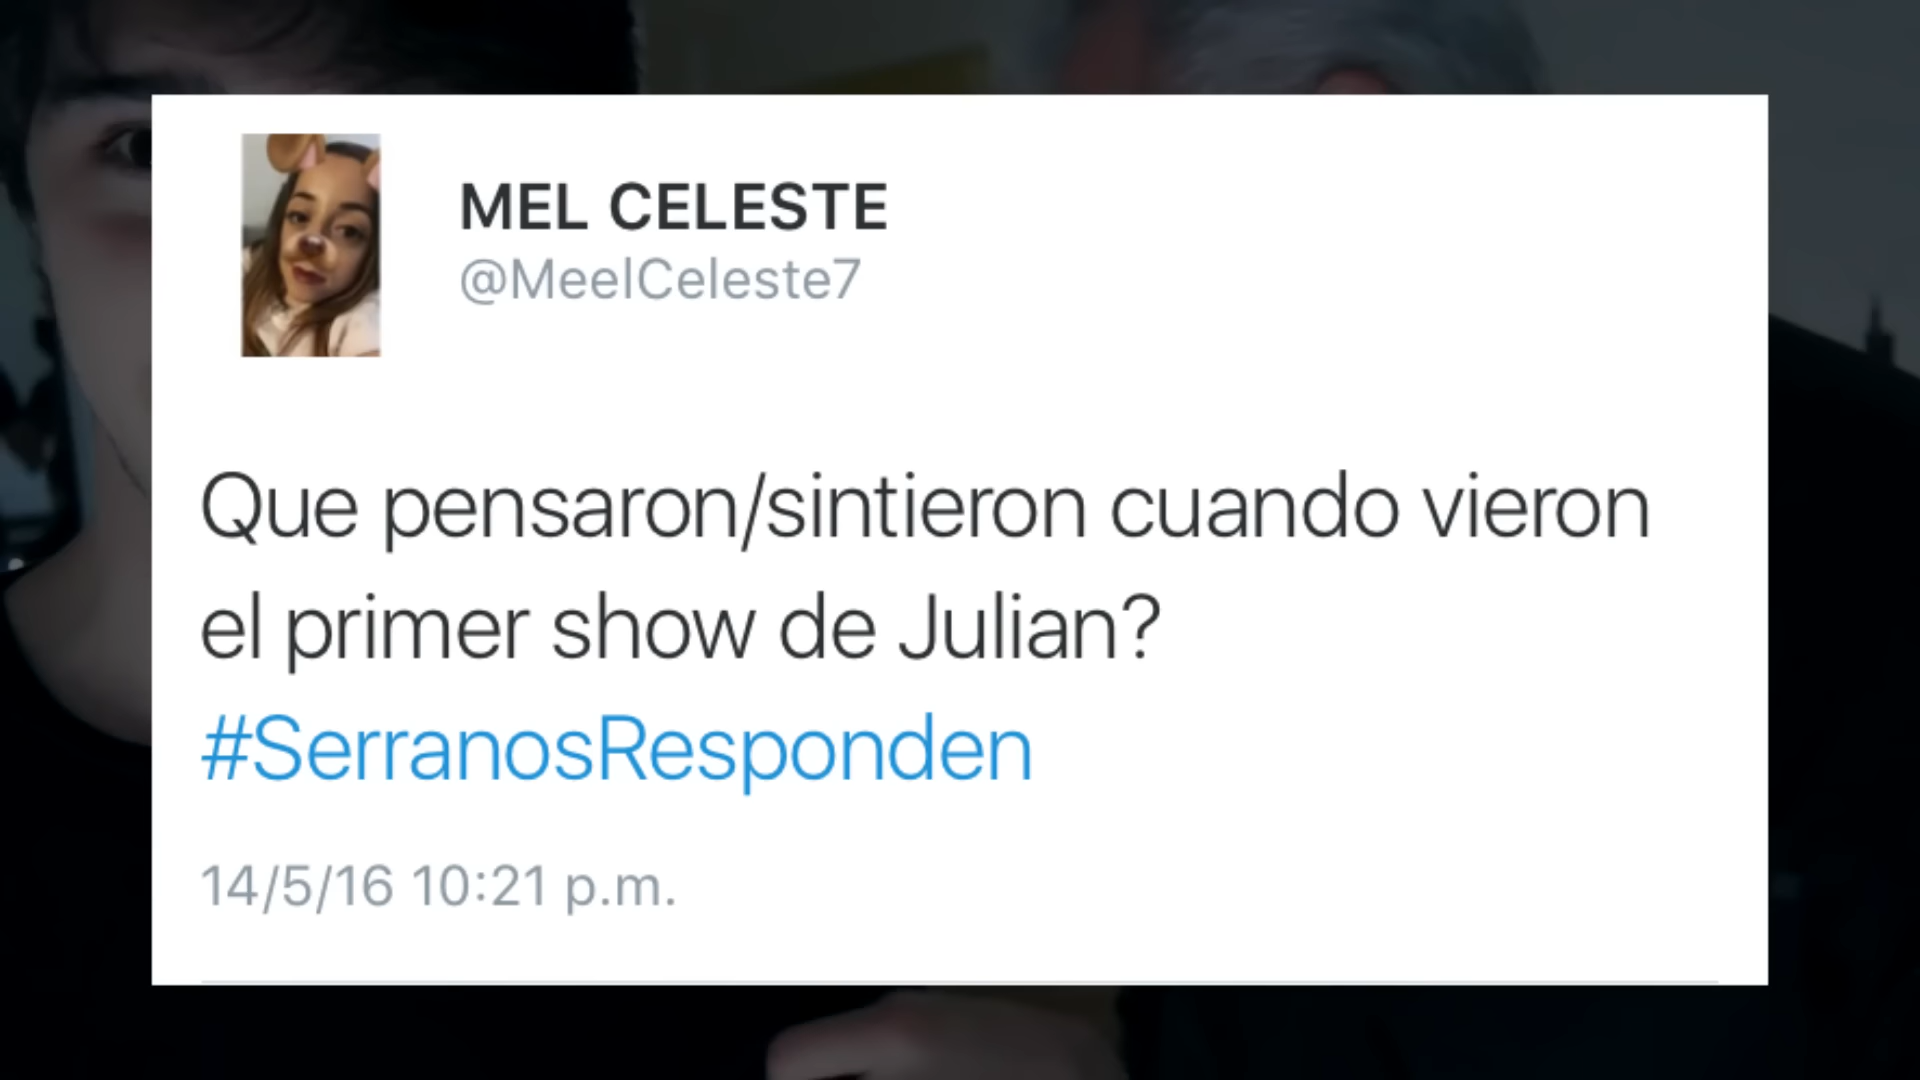 MEL CELESTE
@MeelCeleste7
Que pensaron/sintieron cuando vieron
el primer show de Julian?
#SerranosResponden
14/5/16 10:21 p.m.